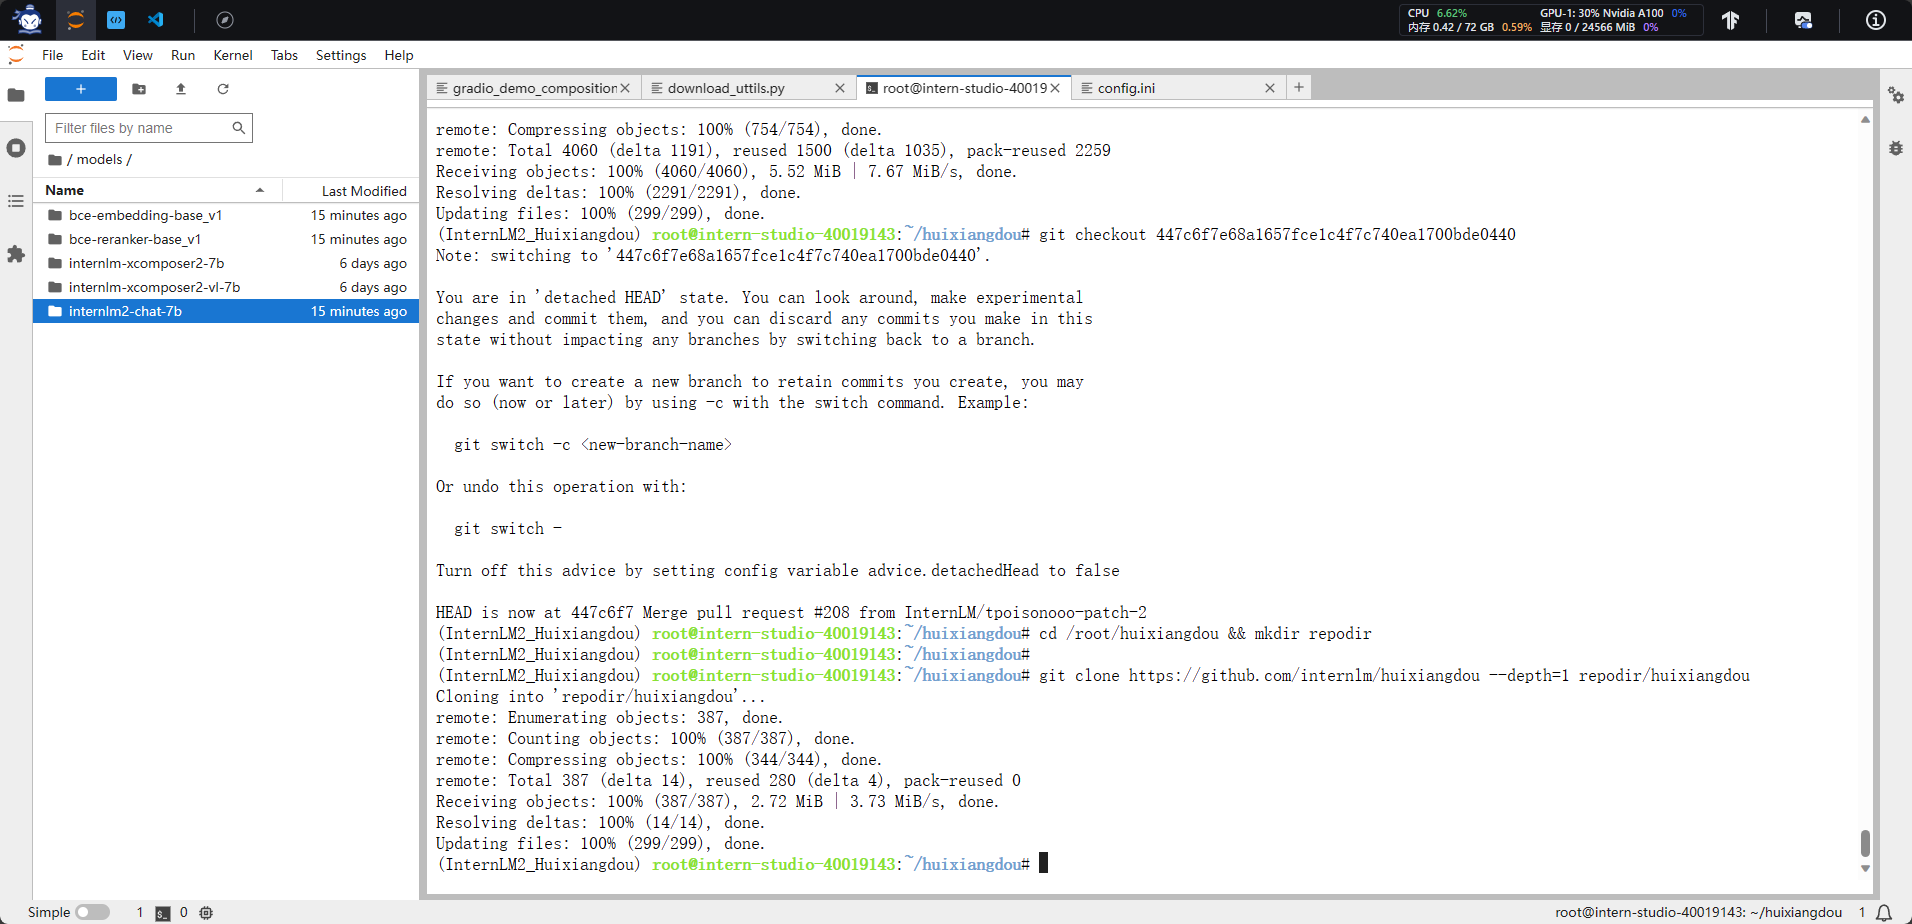 CPU 6.62%
GPU-1: 30% Nvidia A100 0%
内存 0.42 / 72 GB 0.59%
显存 0 / 24566 MiB 0%
File Edit View Run Kernel Tabs Settings Help
gradio_demo_composition
download_uttils.py
root@intern-studio-40019
config.ini
Filter files by name
/ models /
Name Last Modified
bce-embedding-base_v1 15 minutes ago
bce-reranker-base_v1 15 minutes ago
internlm-xcomposer2-7b 6 days ago
internlm-xcomposer2-vl-7b 6 days ago
internlm2-chat-7b 15 minutes ago
remote: Compressing objects: 100% (754/754), done.
remote: Total 4060 (delta 1191), reused 1500 (delta 1035), pack-reused 2259
Receiving objects: 100% (4060/4060), 5.52 MiB | 7.67 MiB/s, done.
Resolving deltas: 100% (2291/2291), done.
Updating files: 100% (299/299), done.
(InternLM2_Huixiangdou) root@intern-studio-40019143:~/huixiangdou# git checkout 447c6f7e68a1657fce1c4f7c740ea1700bde0440
Note: switching to '447c6f7e68a1657fce1c4f7c740ea1700bde0440'.
You are in 'detached HEAD' state. You can look around, make experimental
changes and commit them, and you can discard any commits you make in this
state without impacting any branches by switching back to a branch.
If you want to create a new branch to retain commits you create, you may
do so (now or later) by using -c with the switch command. Example:
git switch -c <new-branch-name>
Or undo this operation with:
git switch -
Turn off this advice by setting config variable advice.detachedHead to false
HEAD is now at 447c6f7 Merge pull request #208 from InternLM/tpoisonooo-patch-2
(InternLM2_Huixiangdou) root@intern-studio-40019143:~/huixiangdou# cd /root/huixiangdou && mkdir repodir
(InternLM2_Huixiangdou) root@intern-studio-40019143:~/huixiangdou#
(InternLM2_Huixiangdou) root@intern-studio-40019143:~/huixiangdou# git clone https://github.com/internlm/huixiangdou --depth=1 repodir/huixiangdou
Cloning into 'repodir/huixiangdou'...
remote: Enumerating objects: 387, done.
remote: Counting objects: 100% (387/387), done.
remote: Compressing objects: 100% (344/344), done.
remote: Total 387 (delta 14), reused 280 (delta 4), pack-reused 0
Receiving objects: 100% (387/387), 2.72 MiB | 3.73 MiB/s, done.
Resolving deltas: 100% (14/14), done.
Updating files: 100% (299/299), done.
(InternLM2_Huixiangdou) root@intern-studio-40019143:~/huixiangdou#
Simple 1 0
root@intern-studio-40019143: ~/huixiangdou 1